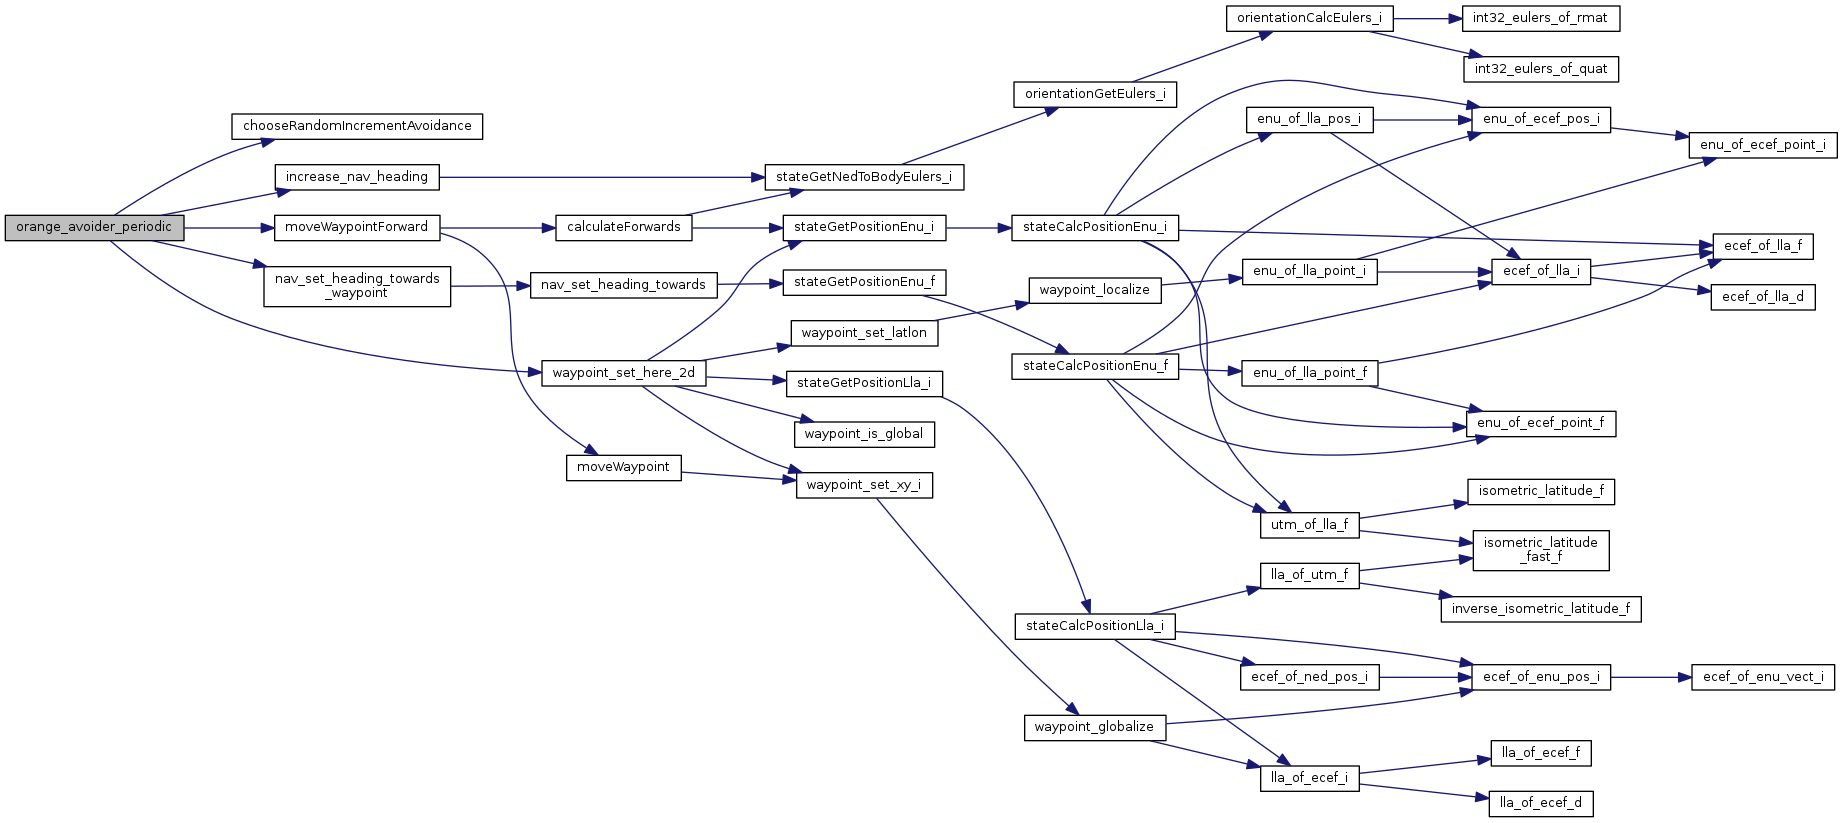 orange_avoider_periodic
chooseRandomIncrementAvoidance
increase_nav_heading
moveWaypointForward
nav_set_heading_towards
_waypoint
calculateForwards
nav_set_heading_towards
waypoint_set_here_2d
moveWaypoint
stateGetNedToBodyEulers_i
stateGetPositionEnu_i
stateGetPositionEnu_f
waypoint_set_latlon
stateGetPositionLla_i
waypoint_is_global
waypoint_set_xy_i
orientationGetEulers_i
stateCalcPositionEnu_i
waypoint_localize
stateCalcPositionEnu_f
stateCalcPositionLla_i
waypoint_globalize
orientationCalcEulers_i
enu_of_lla_pos_i
enu_of_lla_point_i
enu_of_lla_point_f
utm_of_lla_f
lla_of_utm_f
ecef_of_ned_pos_i
lla_of_ecef_i
int32_eulers_of_rmat
int32_eulers_of_quat
enu_of_ecef_pos_i
ecef_of_lla_i
enu_of_ecef_point_f
isometric_latitude_f
isometric_latitude
_fast_f
inverse_isometric_latitude_f
ecef_of_enu_pos_i
lla_of_ecef_f
lla_of_ecef_d
enu_of_ecef_point_i
ecef_of_lla_f
ecef_of_lla_d
ecef_of_enu_vect_i